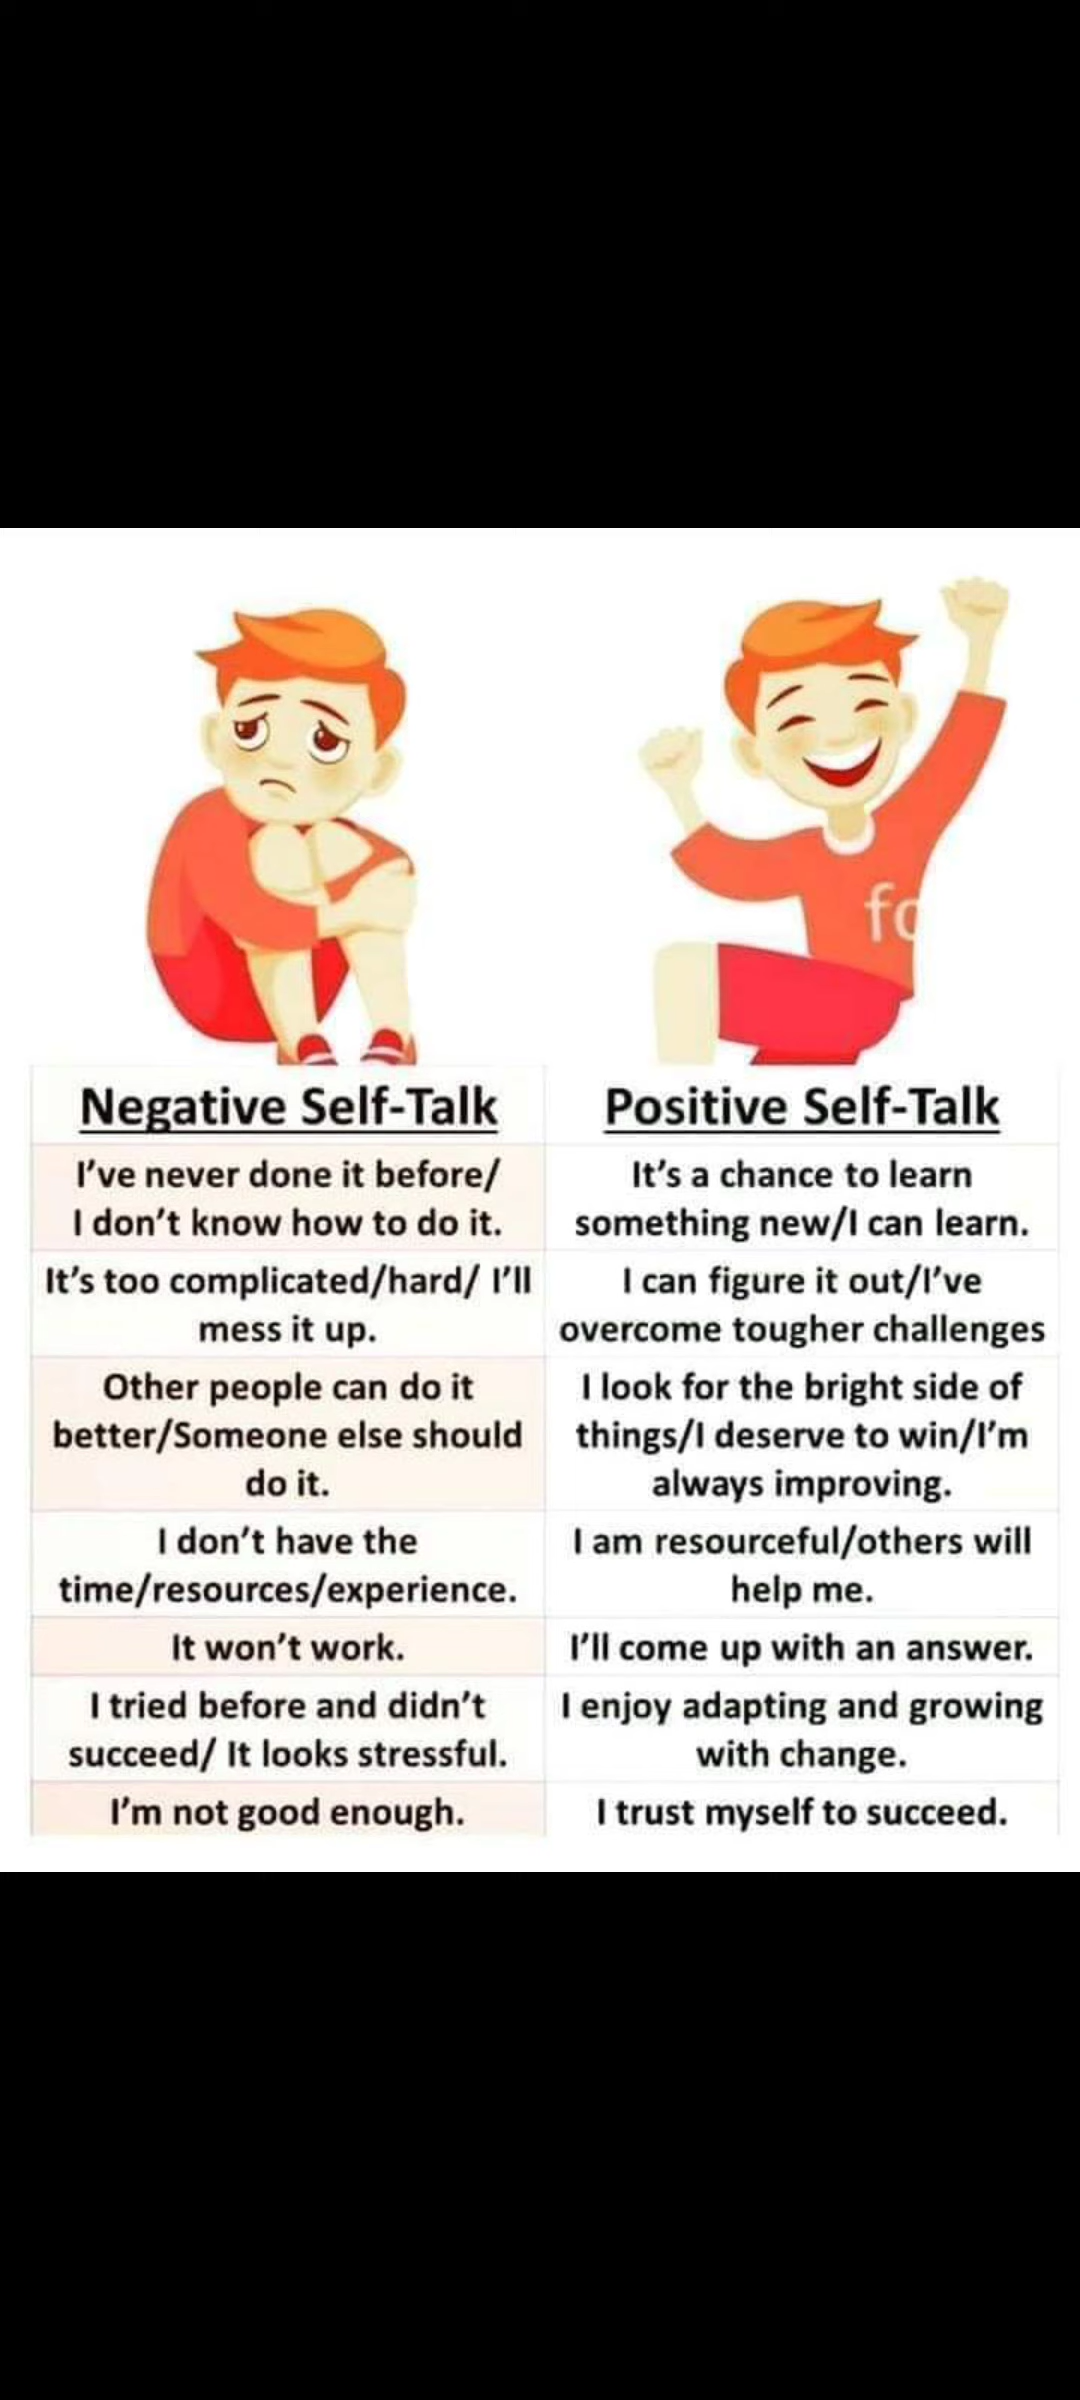 fo
Negative Self-Talk
Positive Self-Talk
I've never done it before/
I don't know how to do it.
It's a chance to learn
something new/I can learn.
It's too complicated/hard/ I'll
mess it up.
I can figure it out/I've
overcome tougher challenges
Other people can do it
better/Someone else should
do it.
I look for the bright side of
things/I deserve to win/I'm
always improving.
I don't have the
time/resources/experience.
I am resourceful/others will
help me.
It won't work.
I'll come up with an answer.
I tried before and didn't
succeed/ It looks stressful.
I enjoy adapting and growing
with change.
I'm not good enough.
I trust myself to succeed.